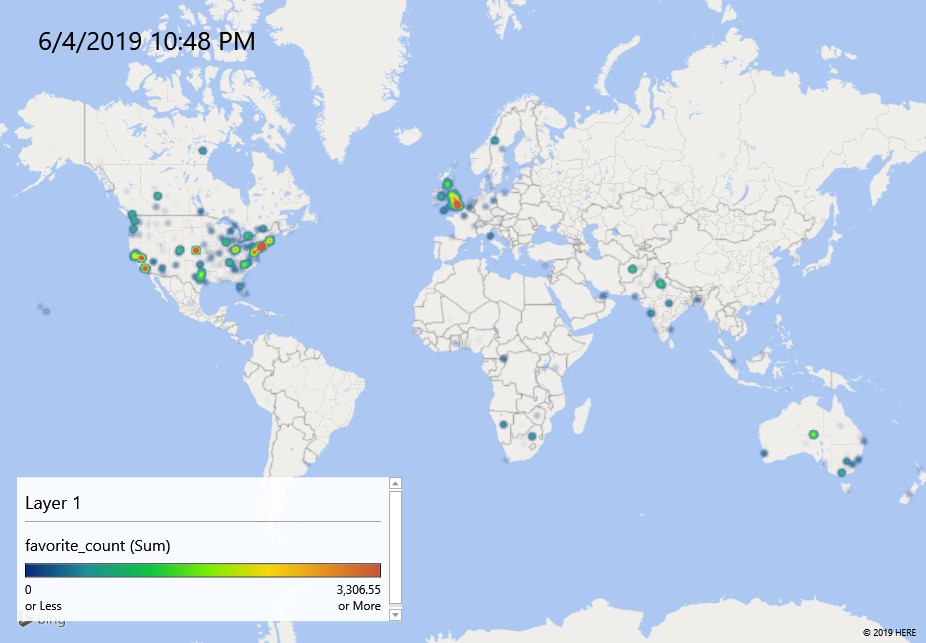 6/4/2019 10:48 PM
Layer 1
favorite_count (Sum)
0 3,306.55
or Less or More
bing
© 2019 HERE